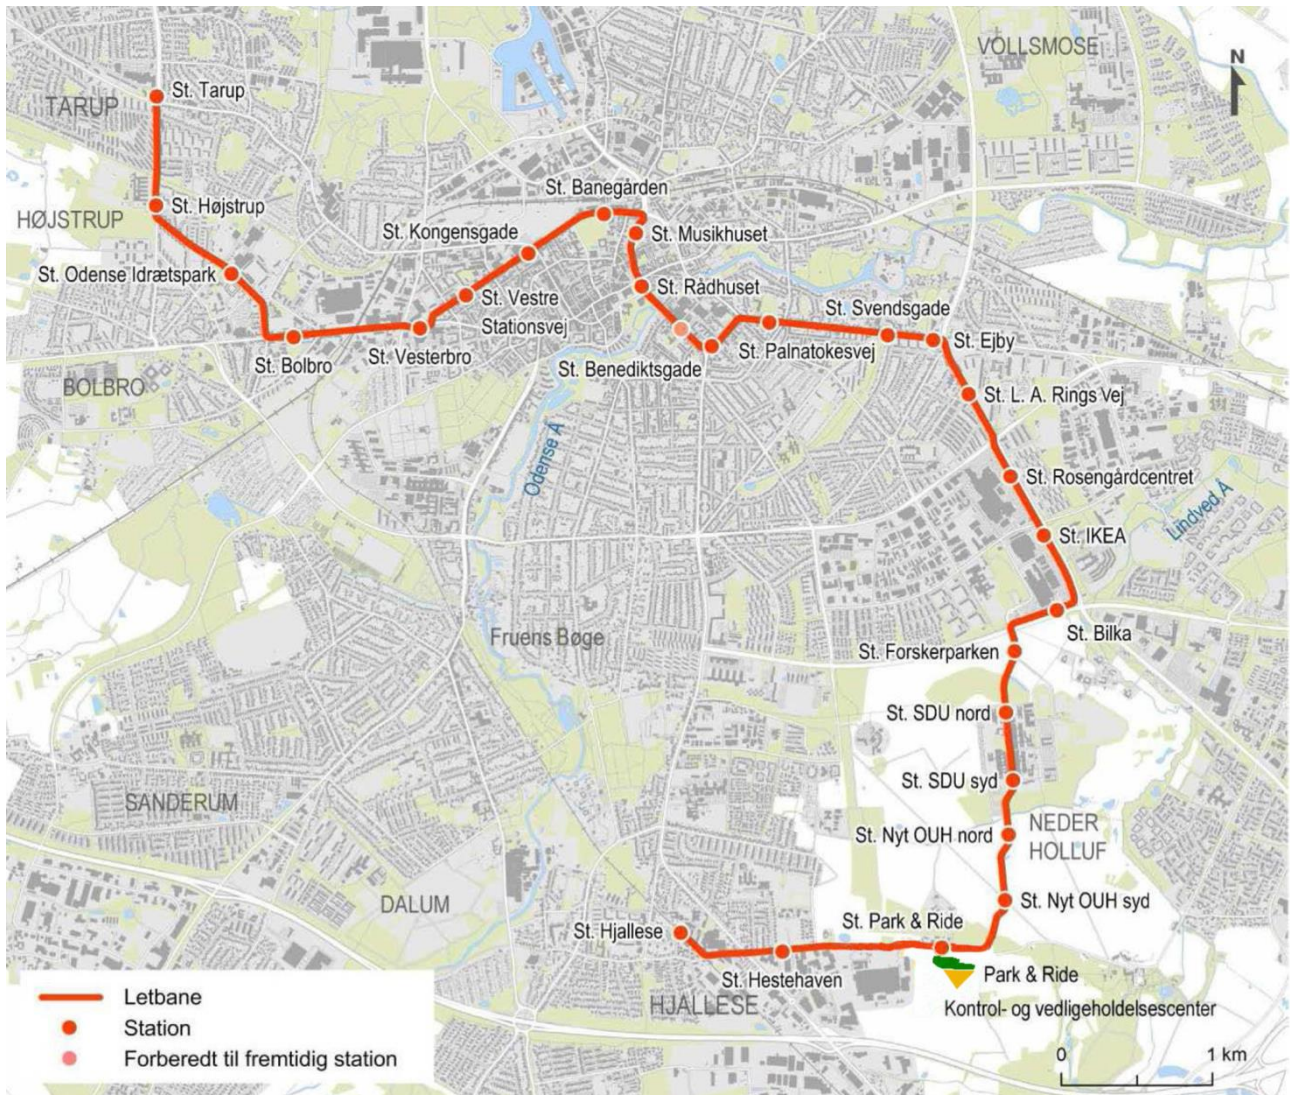 VOLLSMOSE
N
St. Tarup
TARUP
St. Banegården
St. Højstrup
HØJSTRUP
St. Kongensgade
St. Musikhuset
St. Odense Idrætspark
St. Rådhuset
St. Vestre
Stationsvej
St. Svendsgade
St. Ejby
St. Palnatokesvej
St. Vesterbro
St. Bolbro
St. Benediktsgade
BOLBRO
St. L. A. Rings Vej
Odense Å
St. Rosengårdcentret
Lindved Å
St. IKEA
Fruens Bøge
St. Bilka
St. Forskerparken
St. SDU nord
St. SDU syd
SANDERUM
NEDER
HOLLUF
St. Nyt OUH nord
DALUM
St. Nyt OUH syd
St. Park & Ride
St. Hjallese
St. Hestehaven
Park & Ride
HJALLESE
Kontrol- og vedligeholdelsescenter
Letbane
Station
Forberedt til fremtidig station
0 1 km